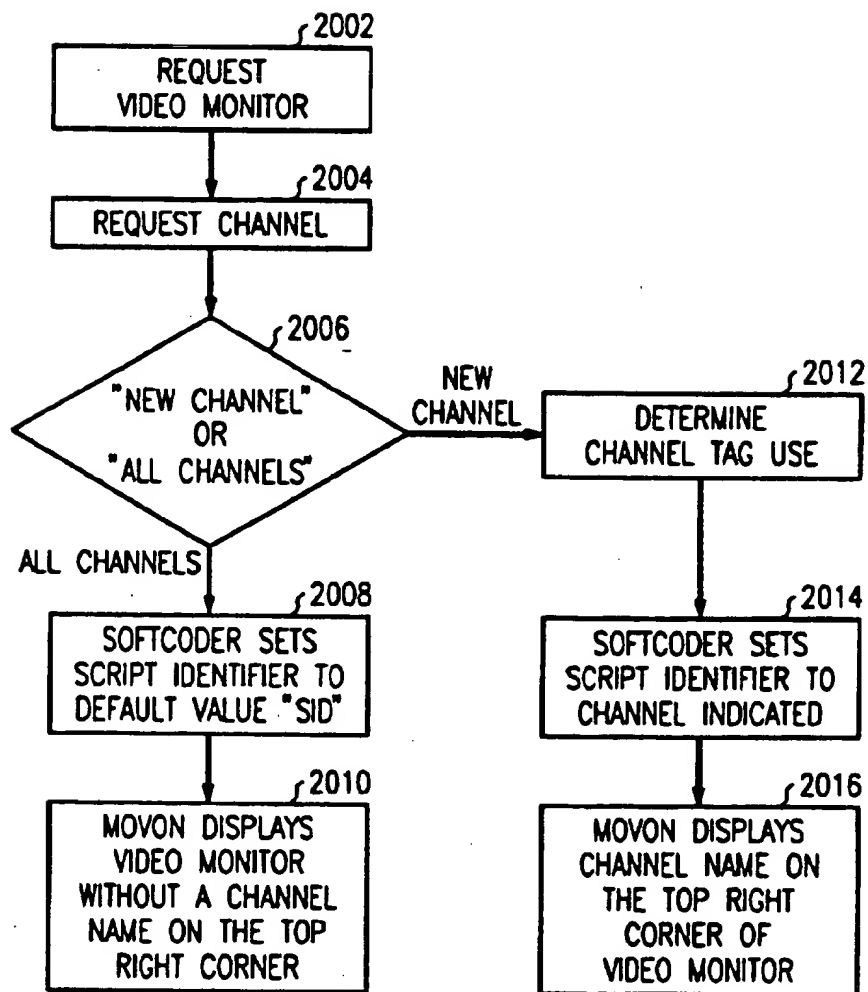 2002
REQUEST
VIDEO MONITOR
2004
REQUEST CHANNEL
2006
"NEW CHANNEL"
OR
"ALL CHANNELS"
NEW
CHANNEL
2012
DETERMINE
CHANNEL TAG USE
ALL CHANNELS
2008
SOFTCODER SETS
SCRIPT IDENTIFIER TO
DEFAULT VALUE "SID"
2014
SOFTCODER SETS
SCRIPT IDENTIFIER TO
CHANNEL INDICATED
2010
MOVON DISPLAYS
VIDEO MONITOR
WITHOUT A CHANNEL
NAME ON THE TOP
RIGHT CORNER
2016
MOVON DISPLAYS
CHANNEL NAME ON
THE TOP RIGHT
CORNER OF
VIDEO MONITOR